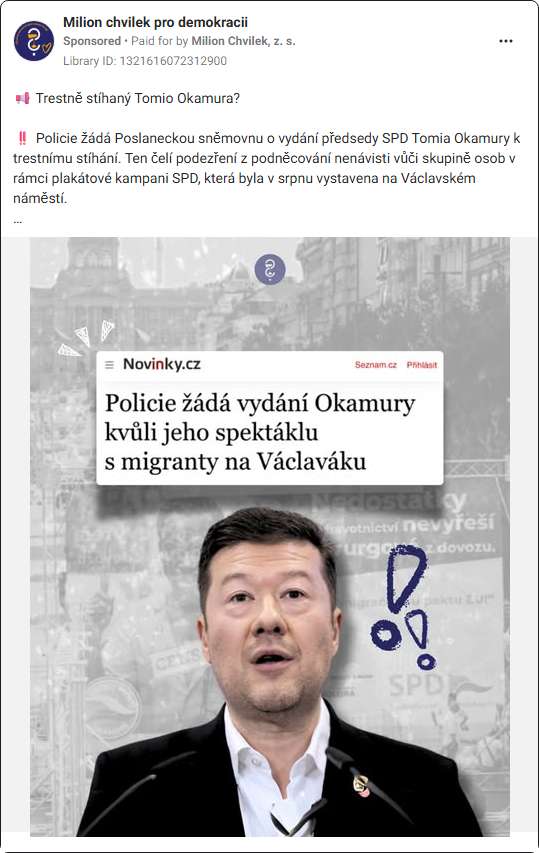 Milion chvilek pro demokracii
Sponsored • Paid for by Milion Chvilek, z. s.
Library ID: 1321616072312900
Trestně stíhaný Tomio Okamura?
‼ Policie žádá Poslaneckou sněmovnu o vydání předsedy SPD Tomia Okamury k
trestnímu stíhání. Ten čelí podezření z podněcování nenávisti vůči skupině osob v
rámci plakátové kampani SPD, která byla v srpnu vystavena na Václavském
náměstí.
...
Novinky.cz
Seznam.cz Přihlásit
Policie žádá vydání Okamury
kvůli jeho spektáklu
s migranty na Václaváku
Nedostatky
nevyřeší
z dovozu.
SPD